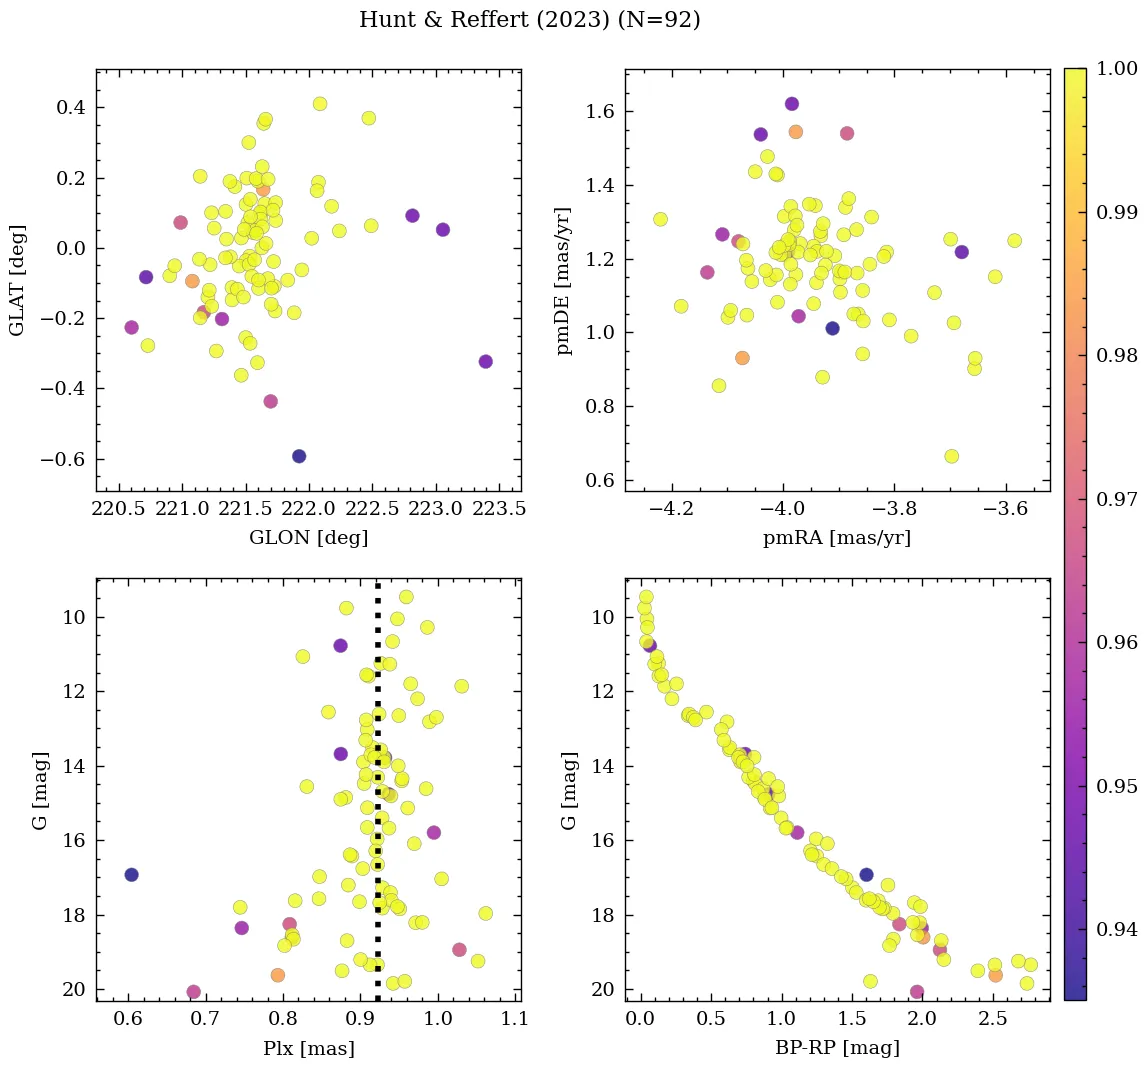 Hunt & Reffert (2023) (N=92)
0.4
0.2
0.0
−0.2
−0.4
−0.6
GLAT [deg]
220.5 221.0 221.5 222.0 222.5 223.0 223.5
GLON [deg]
1.6
1.4
1.2
1.0
0.8
0.6
pmDE [mas/yr]
−4.2 −4.0 −3.8 −3.6
pmRA [mas/yr]
1.00
0.99
0.98
0.97
0.96
0.95
0.94
10
12
14
16
18
20
G [mag]
0.6 0.7 0.8 0.9 1.0 1.1
Plx [mas]
10
12
14
16
18
20
G [mag]
0.0 0.5 1.0 1.5 2.0 2.5
BP-RP [mag]